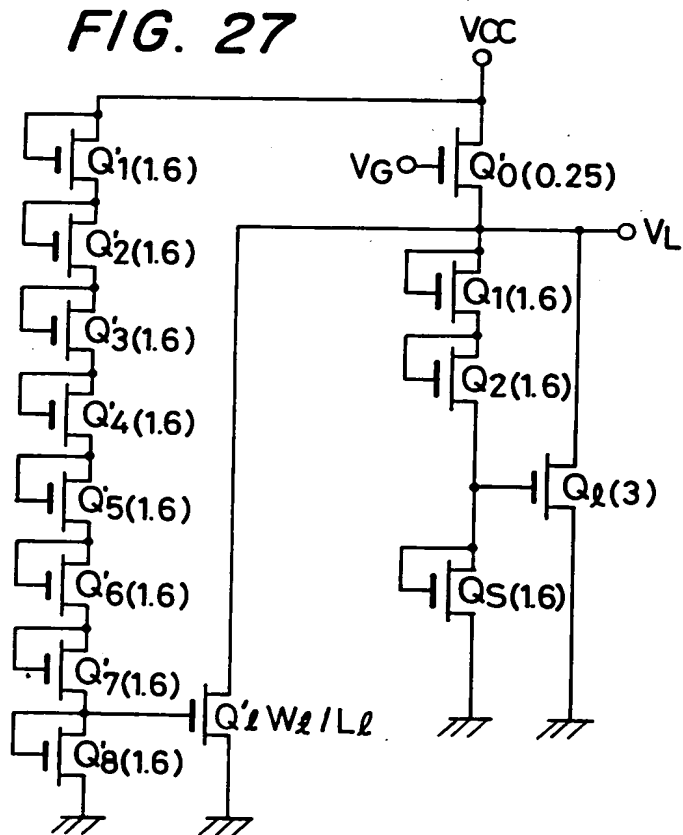 FIG. 27
VCC
Q'1(1.6)
VG
Q'0(0.25)
Q'2(1.6)
VL
Q1(1.6)
Q'3(1.6)
Q2(1.6)
Q'4(1.6)
Q'5(1.6)
Qℓ(3)
Q'6(1.6)
QS(1.6)
Q'7(1.6)
Q'ℓ Wℓ/Lℓ
Q'8(1.6)